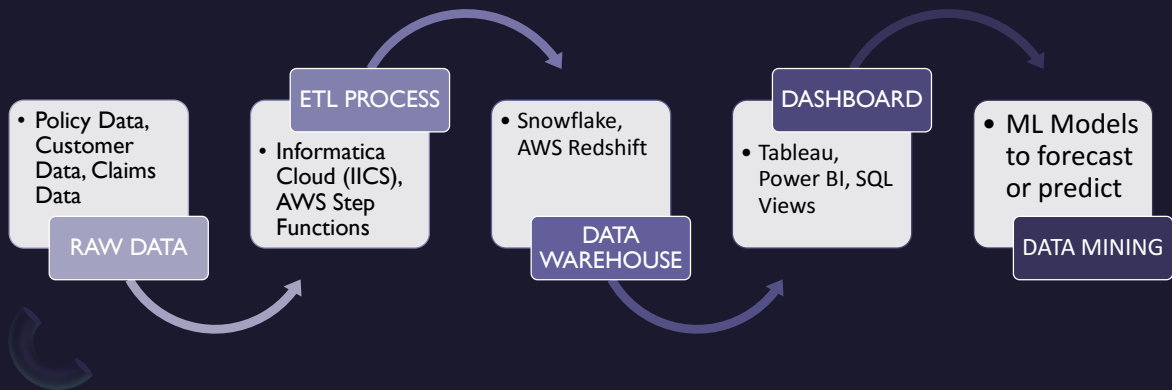 • Policy Data,
Customer
Data, Claims
Data
RAW DATA
ETL PROCESS
• Informatica
Cloud (IICS),
AWS Step
Functions
• Snowflake,
AWS Redshift
DATA
WAREHOUSE
DASHBOARD
• Tableau,
Power BI, SQL
Views
• ML Models
to forecast
or predict
DATA MINING